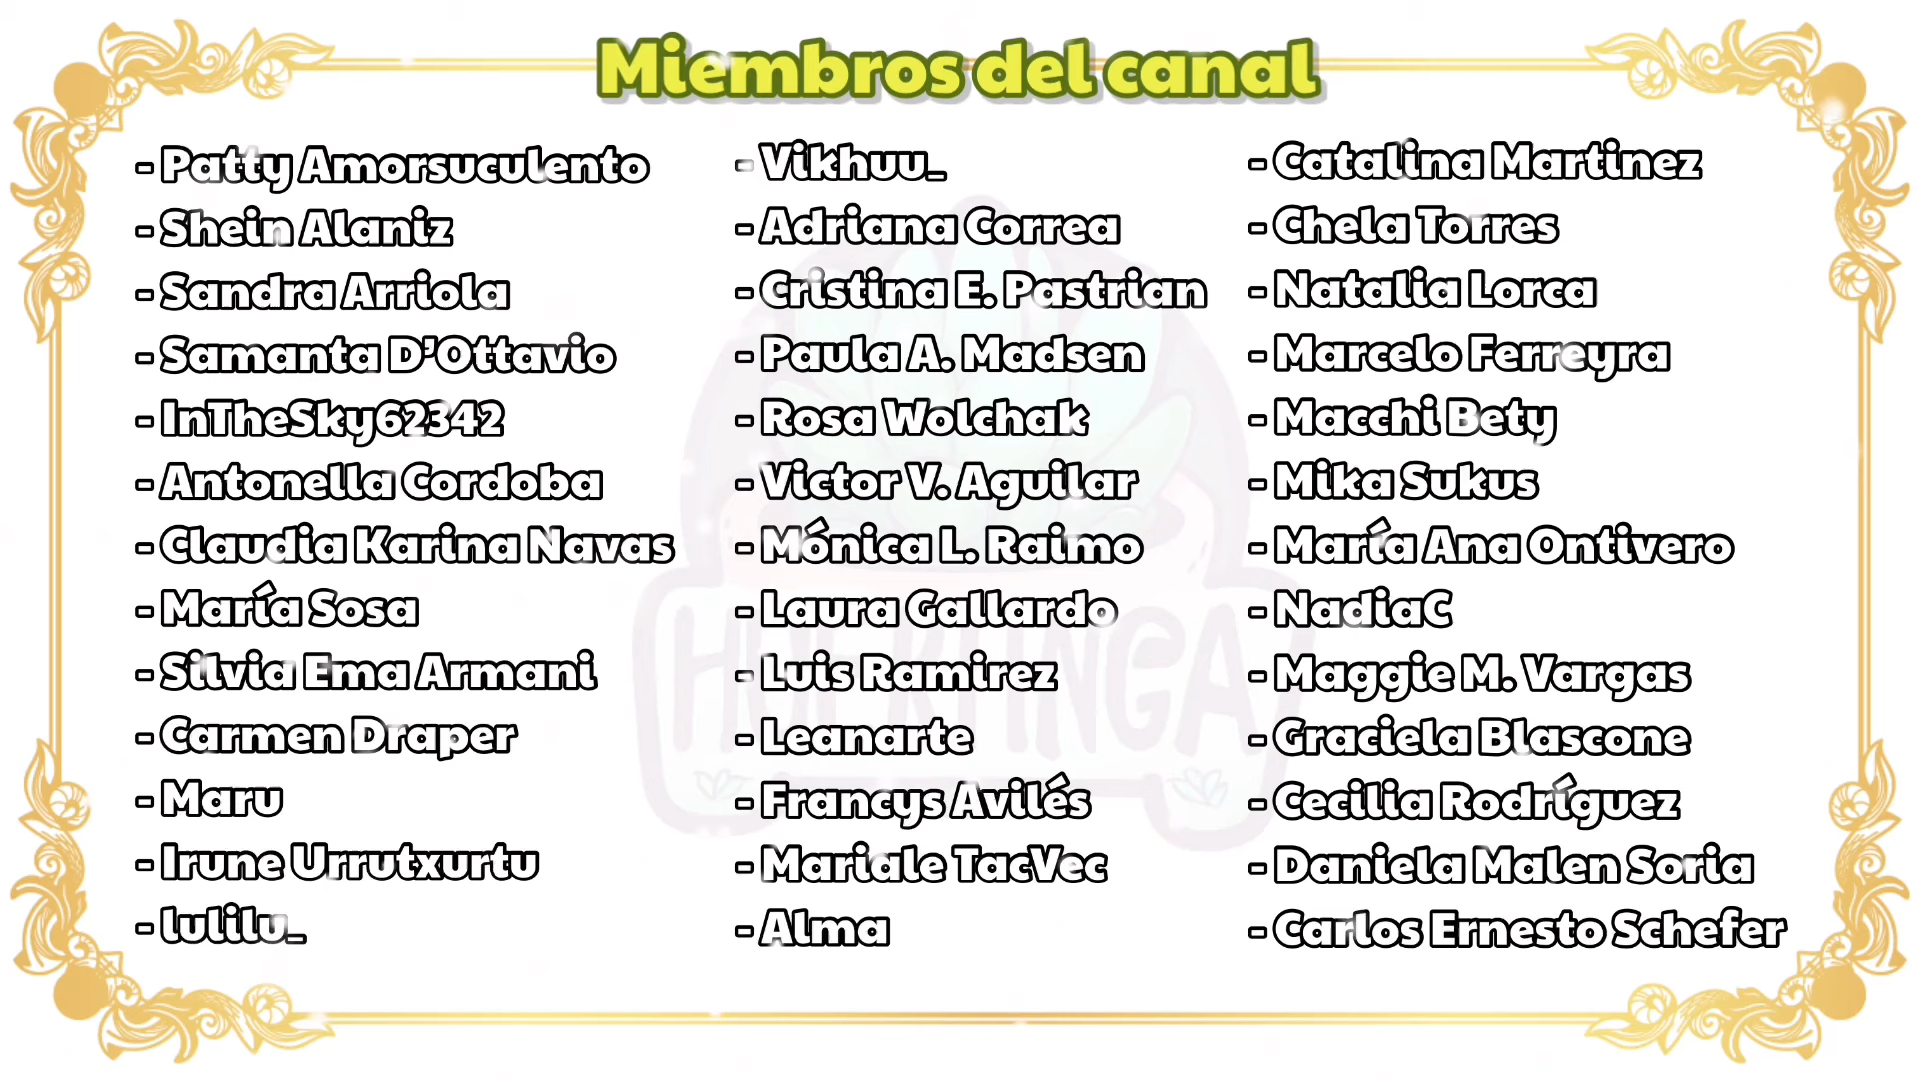 Miembros del canal
- Patty Amorsuculento
- Shein Alaniz
- Sandra Arriola
- Samanta D'Ottavio
- InTheSky62342
- Antonella Cordoba
- Claudia Karina Navas
- María Sosa
- Silvia Ema Armani
- Carmen Draper
- Maru
- Irune Urrutxurtu
- lulilu_
- Vikhuu_
- Adriana Correa
- Cristina E. Pastrian
- Paula A. Madsen
- Rosa Wolchak
- Victor V. Aguilar
- Mónica L. Raimo
- Laura Gallardo
- Luis Ramirez
- Leanarte
- Francys Avilés
- Mariale TacVec
- Alma
- Catalina Martinez
- Chela Torres
- Natalia Lorca
- Marcelo Ferreyra
- Macchi Bety
- Mika Sukus
- María Ana Ontivero
- NadiaC
- Maggie M. Vargas
- Graciela Blascone
- Cecilia Rodríguez
- Daniela Malen Soria
- Carlos Ernesto Schefer